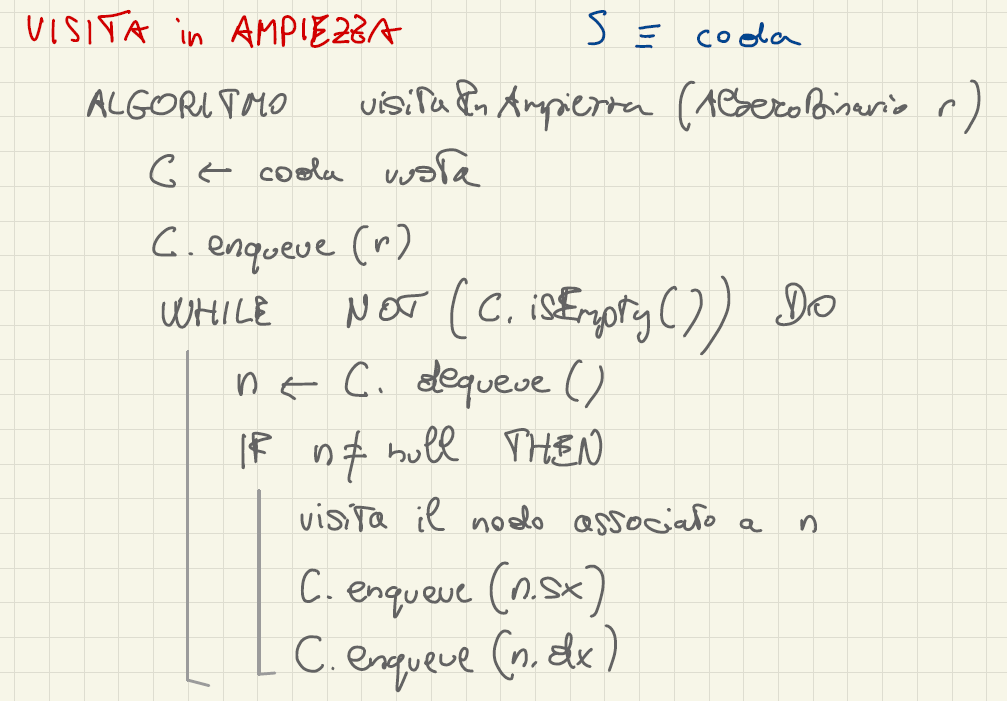 VISITA in AMPIEZZA S ≡ coda
ALGORITMO visitaInAmpiezza (AlberoBinario r)
C ← coda vuota
C.enqueue (r)
WHILE NOT (C.isEmpty()) DO
n ← C.dequeue ()
IF n ≠ null THEN
visita il nodo associato a n
C.enqueue (n.sx)
C.enqueue (n.dx)